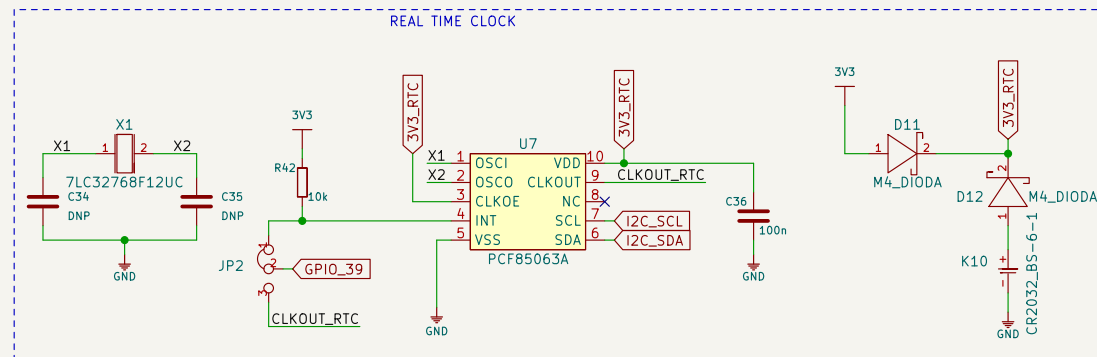 REAL TIME CLOCK
X1
X1
1
2
X2
7LC32768F12UC
C34
DNP
C35
DNP
GND
3V3
R42
10k
JP2
1
2
3
GPIO_39
CLKOUT_RTC
3V3_RTC
3V3_RTC
U7
X1
1
OSCI
VDD
10
X2
2
OSCO
CLKOUT
9
CLKOUT_RTC
3
CLKOE
NC
8
4
INT
SCL
7
I2C_SCL
5
VSS
SDA
6
I2C_SDA
PCF85063A
GND
C36
100n
GND
3V3
D11
1
2
M4_DIODA
3V3_RTC
2
D12
M4_DIODA
1
K10
+
-
CR2032_BS-6-1
GND